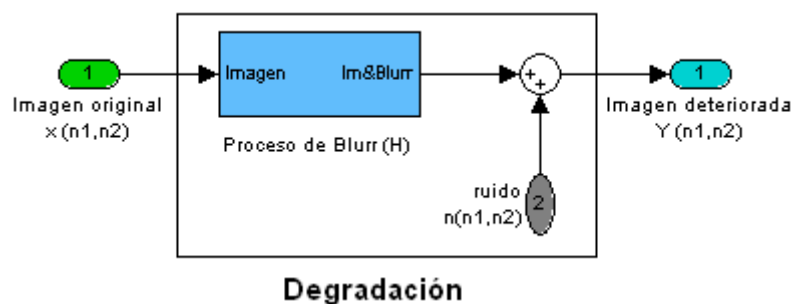 1
Imagen original
x(n1,n2)
Imagen
Im&Blurr
Proceso de Blurr(H)
+
+
ruido
n(n1,n2)
2
1
Imagen deteriorada
Y(n1,n2)
Degradación